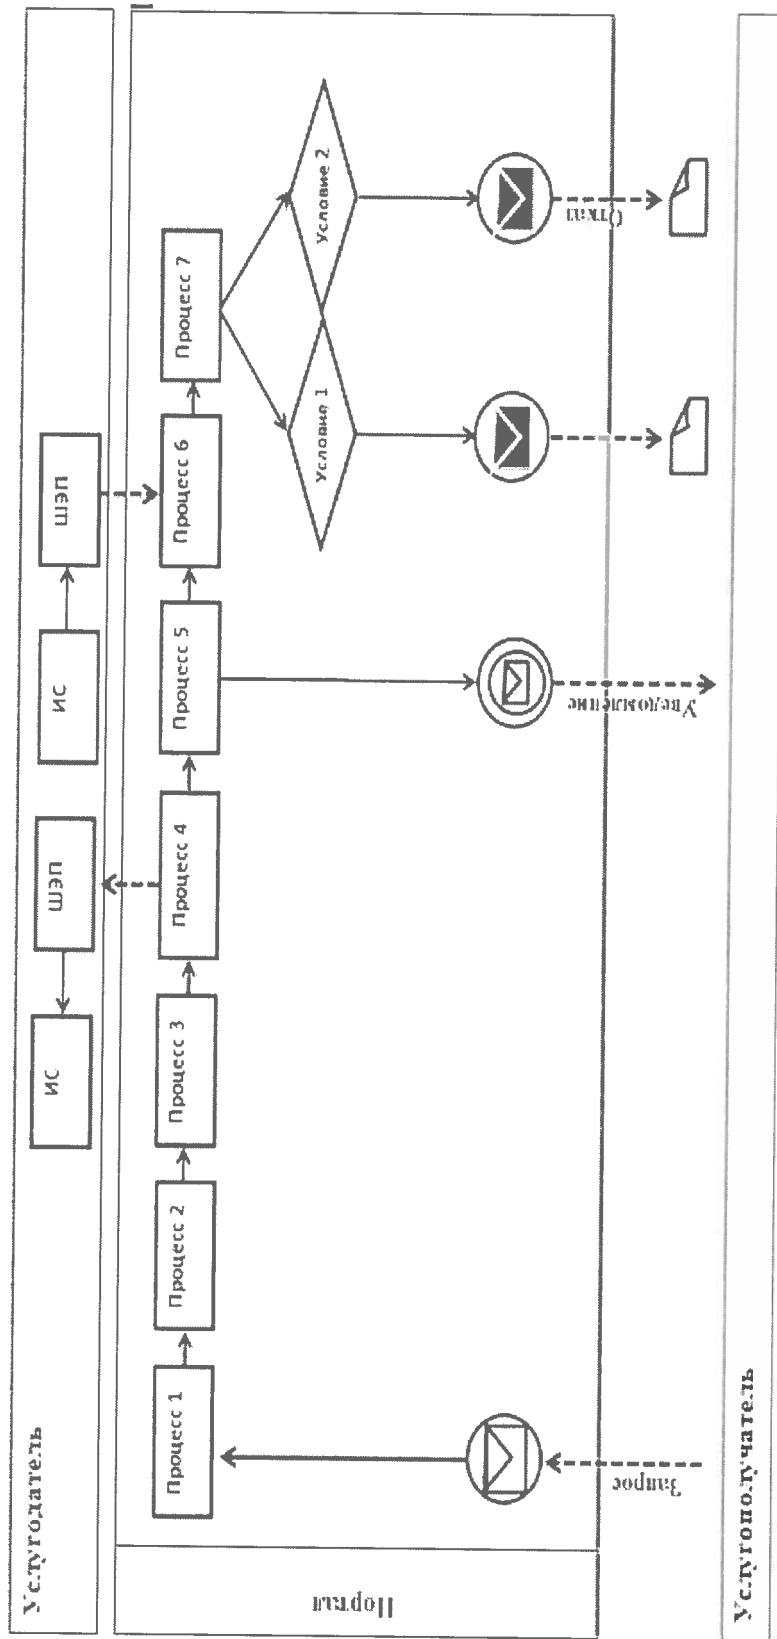 Услугодатель
ИС
ШЭП
ИС
ШЭП
Портал
Процесс 1
Процесс 2
Процесс 3
Процесс 4
Процесс 5
Процесс 6
Процесс 7
Условие 1
Условие 2
Запрос
Уведомление
Отказ
Услугополучатель